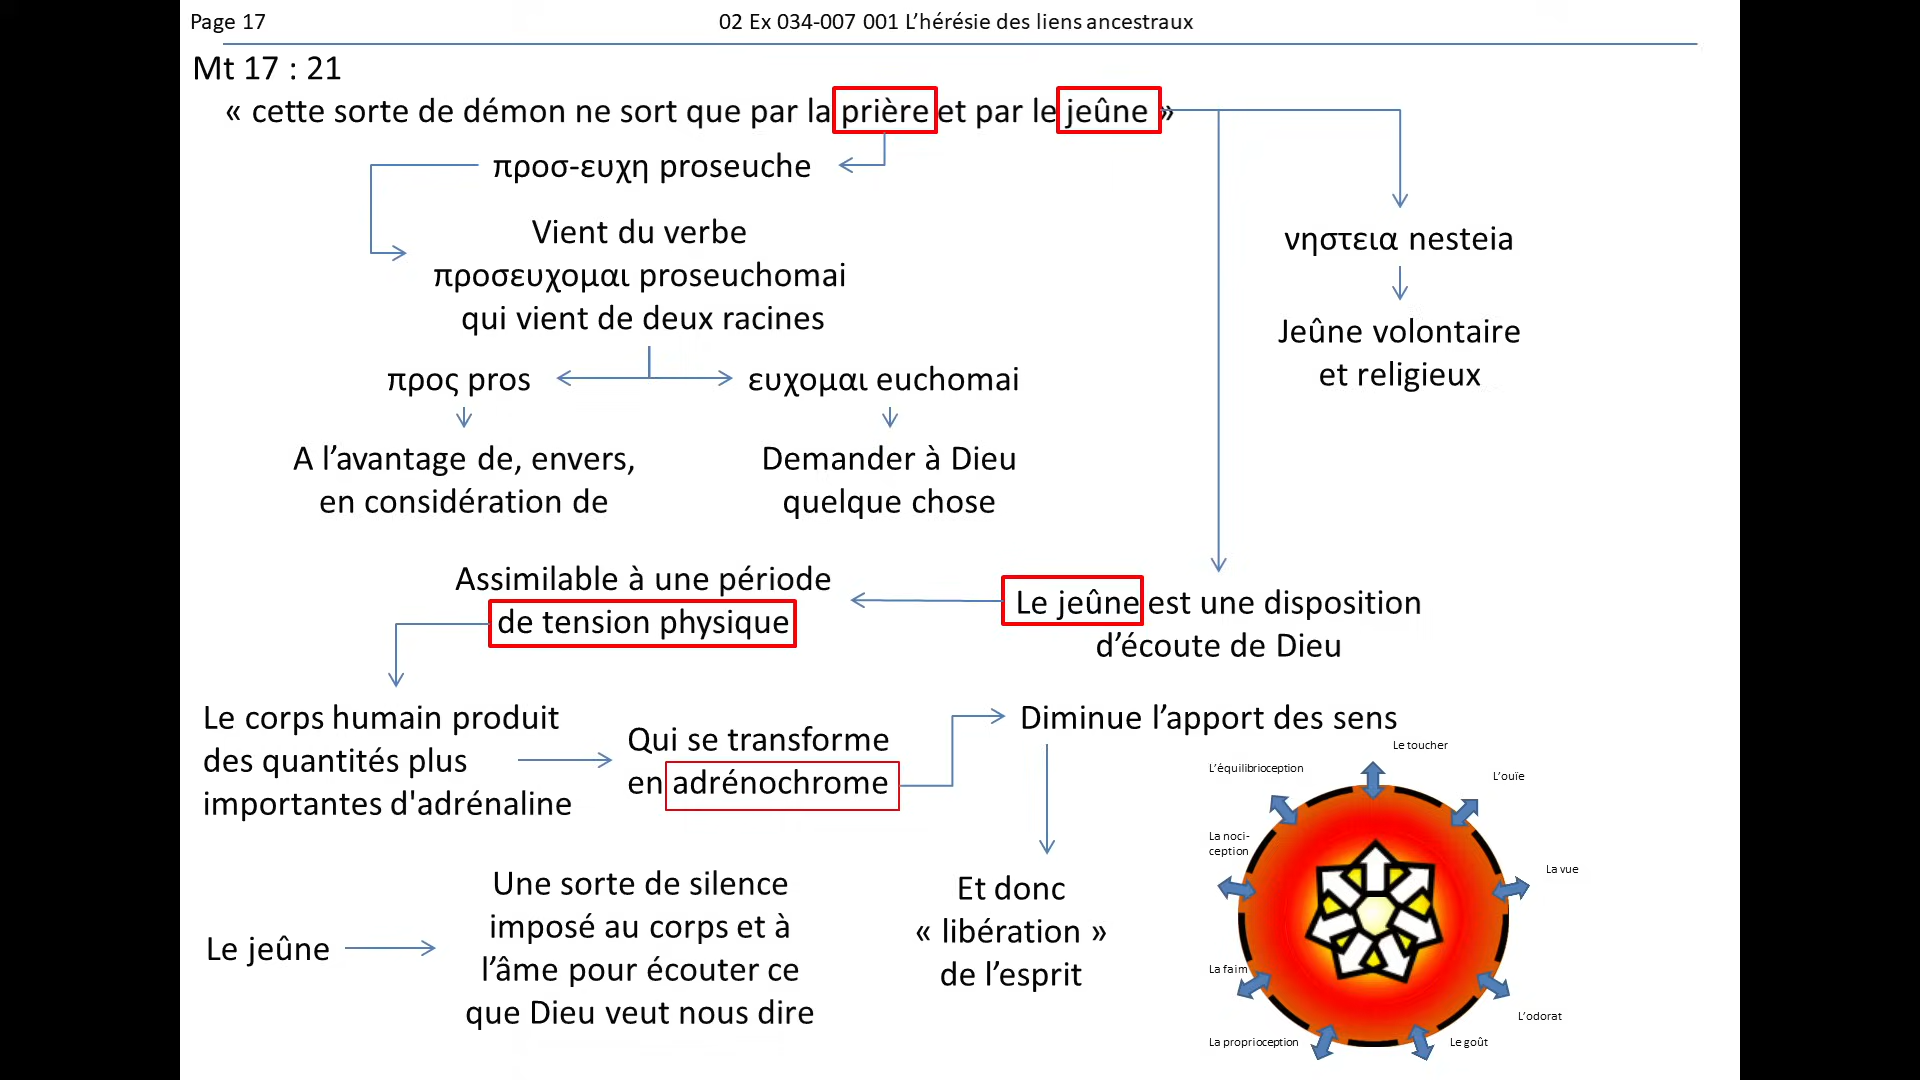 Page 17
02 Ex 034-007 001 L’hérésie des liens ancestraux
Mt 17 : 21
« cette sorte de démon ne sort que par la prière et par le jeûne »
προσ-ευχη proseuche
Vient du verbe
προσευχομαι proseuchomai
qui vient de deux racines
προς pros
ευχομαι euchomai
A l’avantage de, envers,
en considération de
Demander à Dieu
quelque chose
νηστεια nesteia
Jeûne volontaire
et religieux
Le jeûne est une disposition
d’écoute de Dieu
Assimilable à une période
de tension physique
Le corps humain produit
des quantités plus
importantes d'adrénaline
Qui se transforme
en adrénochrome
Diminue l’apport des sens
Et donc
« libération »
de l’esprit
Le jeûne
Une sorte de silence
imposé au corps et à
l’âme pour écouter ce
que Dieu veut nous dire
Le toucher
L’ouïe
La vue
L’odorat
Le goût
La proprioception
La faim
La noci-
ception
L’équilibrioception